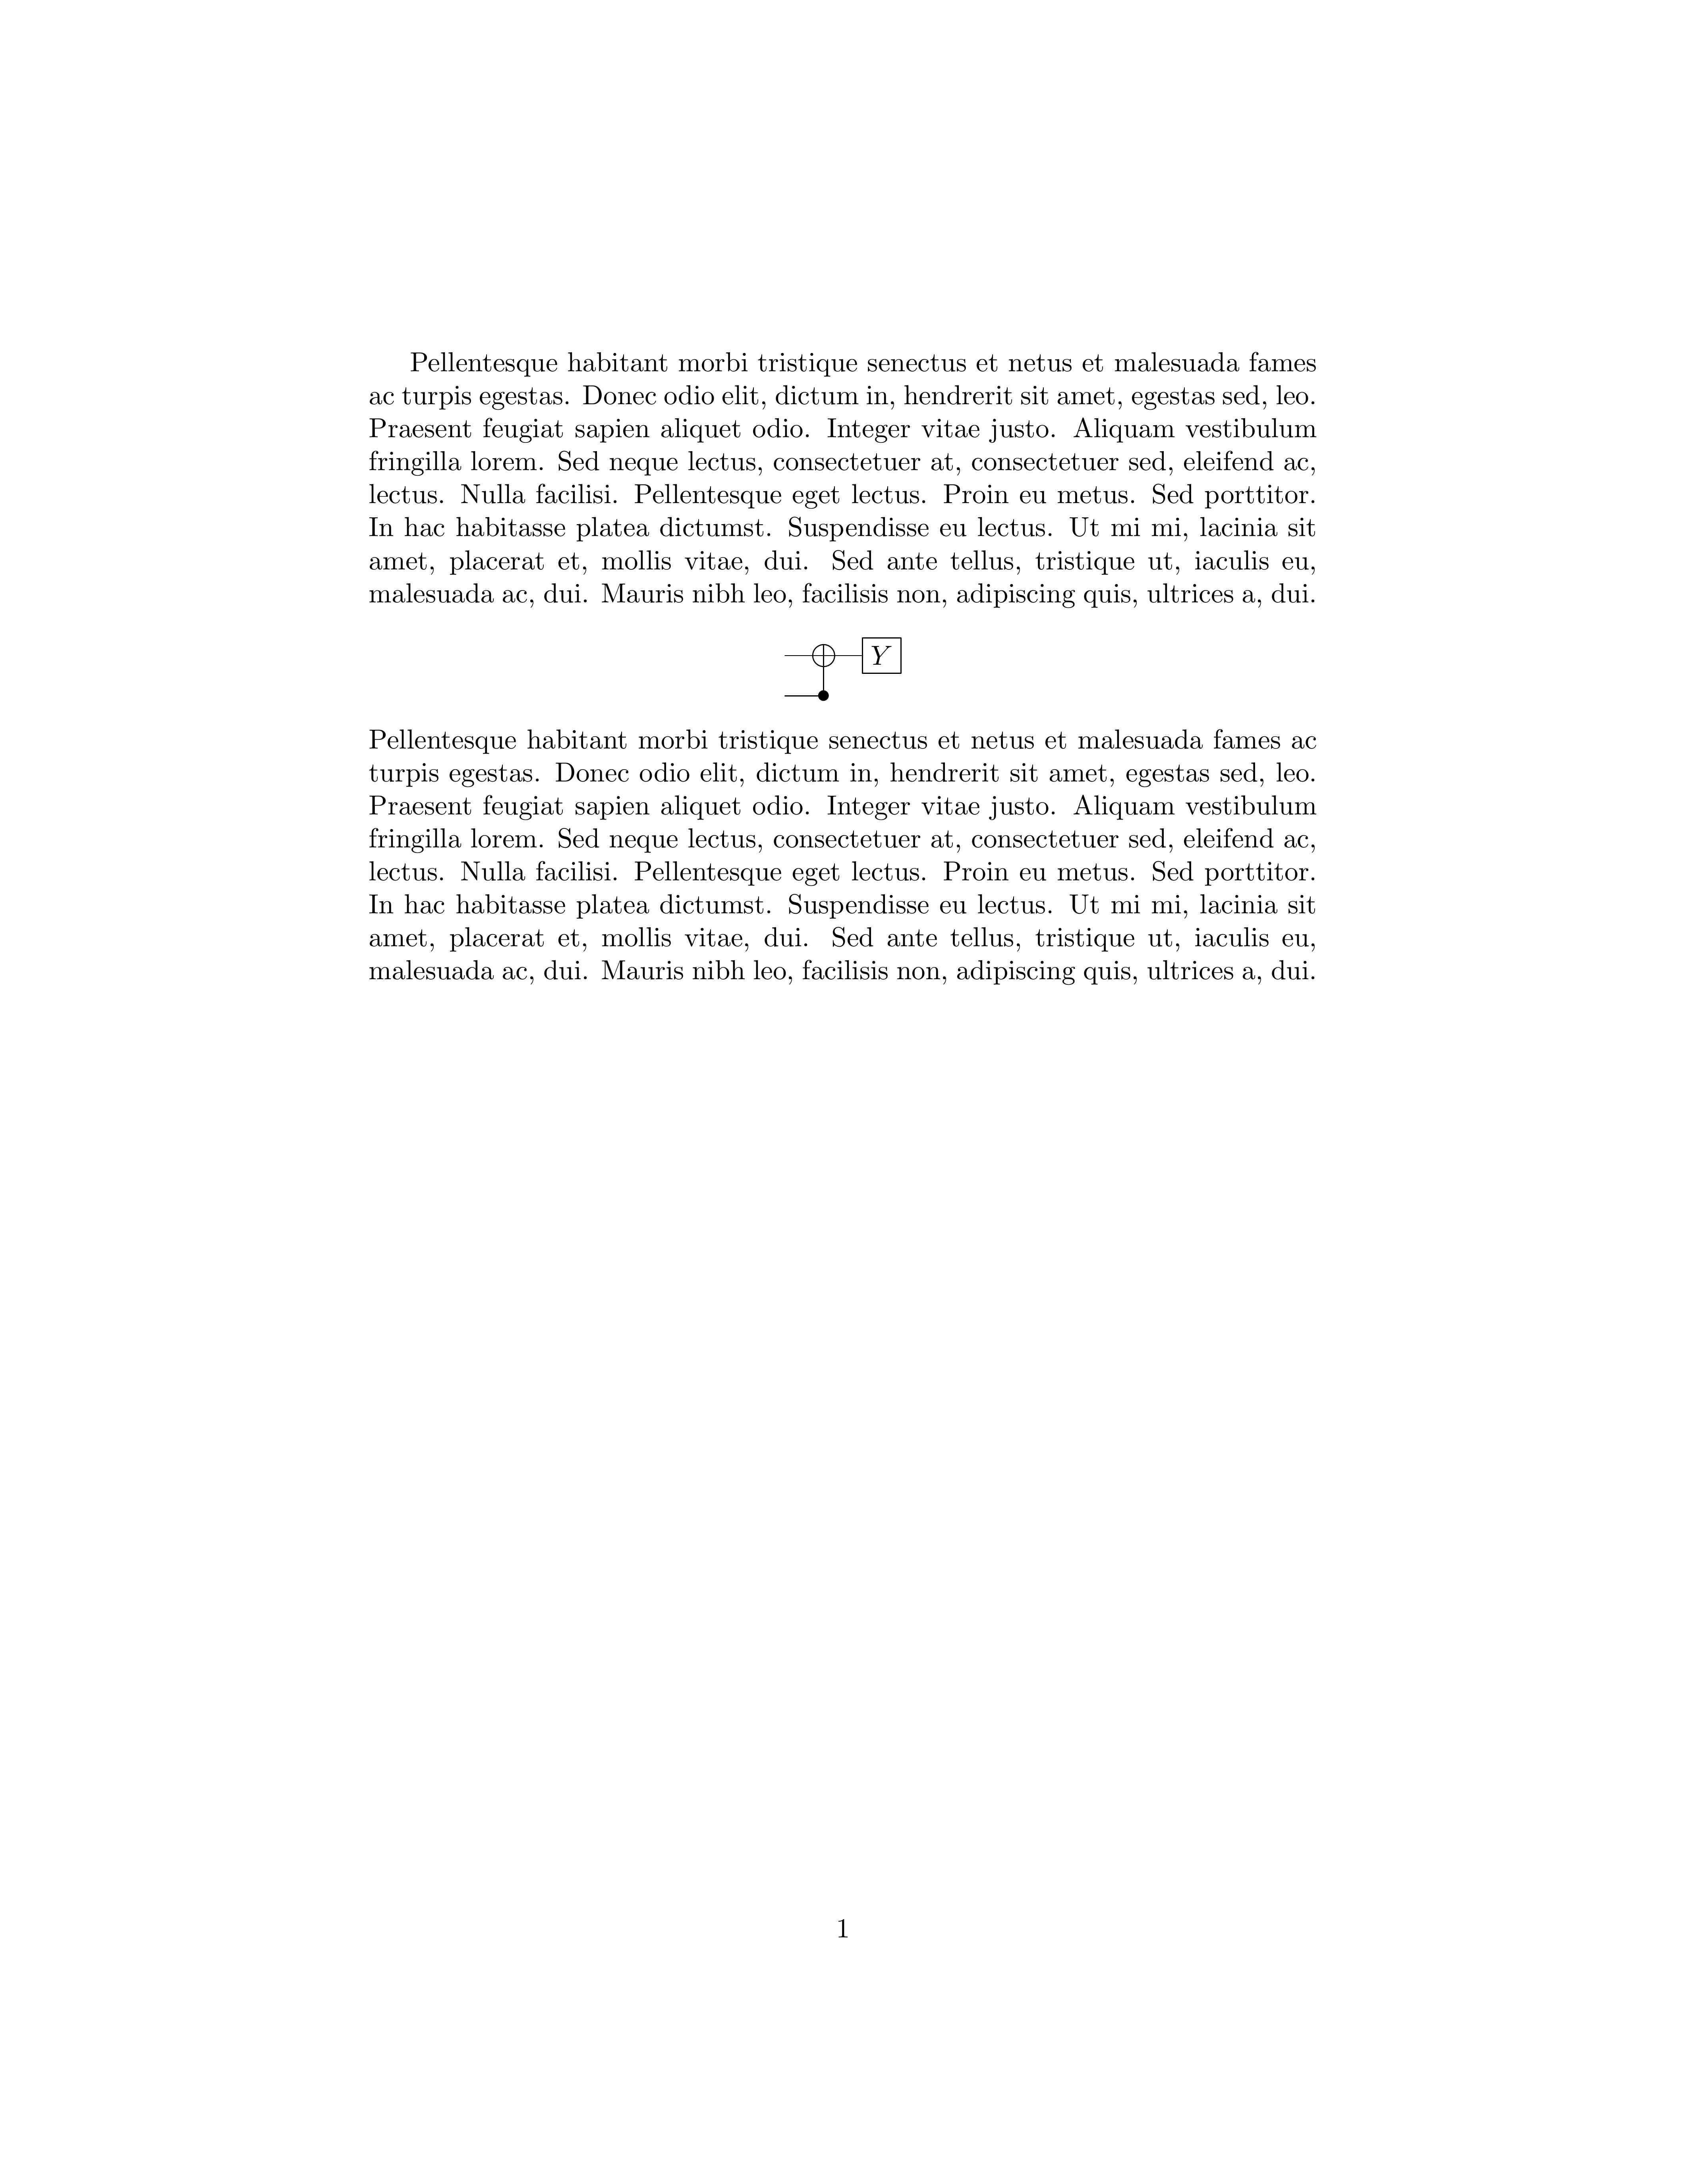 Pellentesque habitant morbi tristique senectus et netus et malesuada fames
ac turpis egestas. Donec odio elit, dictum in, hendrerit sit amet, egestas sed, leo.
Praesent feugiat sapien aliquet odio. Integer vitae justo. Aliquam vestibulum
fringilla lorem. Sed neque lectus, consectetuer at, consectetuer sed, eleifend ac,
lectus. Nulla facilisi. Pellentesque eget lectus. Proin eu metus. Sed porttitor.
In hac habitasse platea dictumst. Suspendisse eu lectus. Ut mi mi, lacinia sit
amet, placerat et, mollis vitae, dui. Sed ante tellus, tristique ut, iaculis eu,
malesuada ac, dui. Mauris nibh leo, facilisis non, adipiscing quis, ultrices a, dui.
Y
Pellentesque habitant morbi tristique senectus et netus et malesuada fames ac
turpis egestas. Donec odio elit, dictum in, hendrerit sit amet, egestas sed, leo.
Praesent feugiat sapien aliquet odio. Integer vitae justo. Aliquam vestibulum
fringilla lorem. Sed neque lectus, consectetuer at, consectetuer sed, eleifend ac,
lectus. Nulla facilisi. Pellentesque eget lectus. Proin eu metus. Sed porttitor.
In hac habitasse platea dictumst. Suspendisse eu lectus. Ut mi mi, lacinia sit
amet, placerat et, mollis vitae, dui. Sed ante tellus, tristique ut, iaculis eu,
malesuada ac, dui. Mauris nibh leo, facilisis non, adipiscing quis, ultrices a, dui.
1